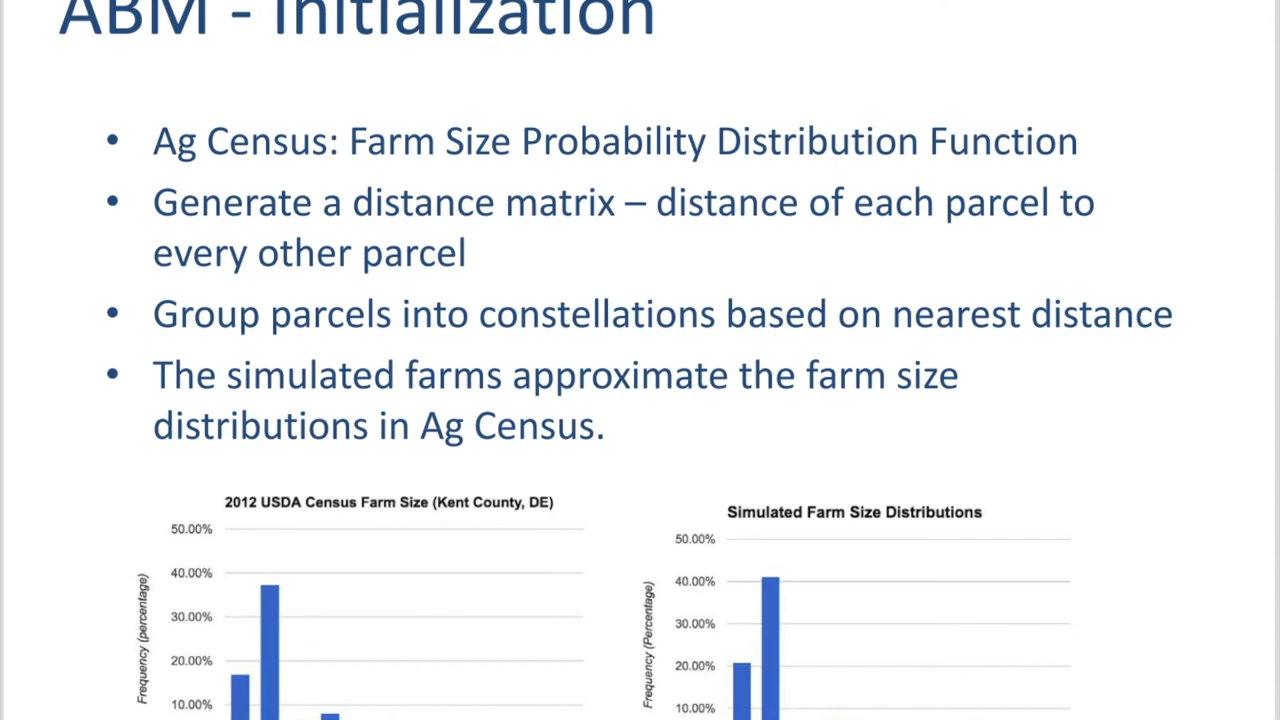 ABM - Initialization
• Ag Census: Farm Size Probability Distribution Function
• Generate a distance matrix – distance of each parcel to
every other parcel
• Group parcels into constellations based on nearest distance
• The simulated farms approximate the farm size
distributions in Ag Census.
2012 USDA Census Farm Size (Kent County, DE)
50.00%
40.00%
30.00%
20.00%
10.00%
Frequency (percentage)
Simulated Farm Size Distributions
50.00%
40.00%
30.00%
20.00%
10.00%
Frequency (Percentage)